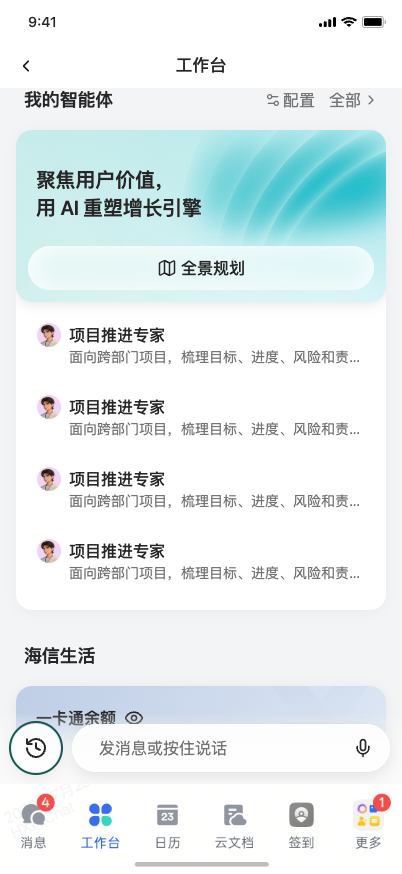 9:41
工作台
我的智能体
配置 全部
聚焦用户价值，
用 AI 重塑增长引擎
全景规划
项目推进专家
面向跨部门项目，梳理目标、进度、风险和责...
项目推进专家
面向跨部门项目，梳理目标、进度、风险和责...
项目推进专家
面向跨部门项目，梳理目标、进度、风险和责...
项目推进专家
面向跨部门项目，梳理目标、进度、风险和责...
海信生活
一卡通余额
发消息或按住说话
4
23
1
消息 工作台 日历 云文档 签到 更多